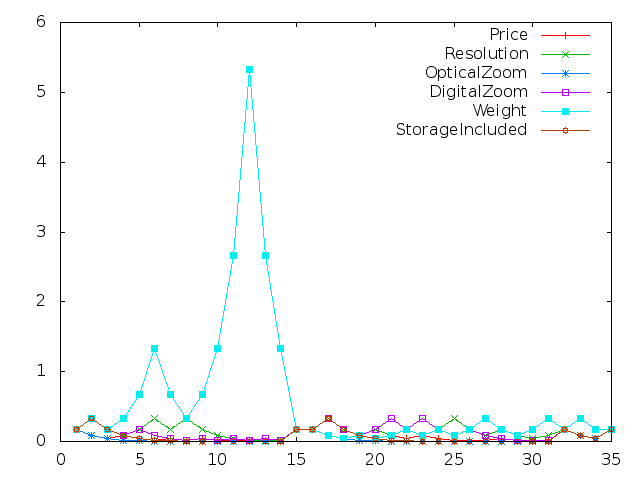 6
5
4
3
2
1
0
0 5 10 15 20 25 30 35
Price
Resolution
OpticalZoom
DigitalZoom
Weight
StorageIncluded